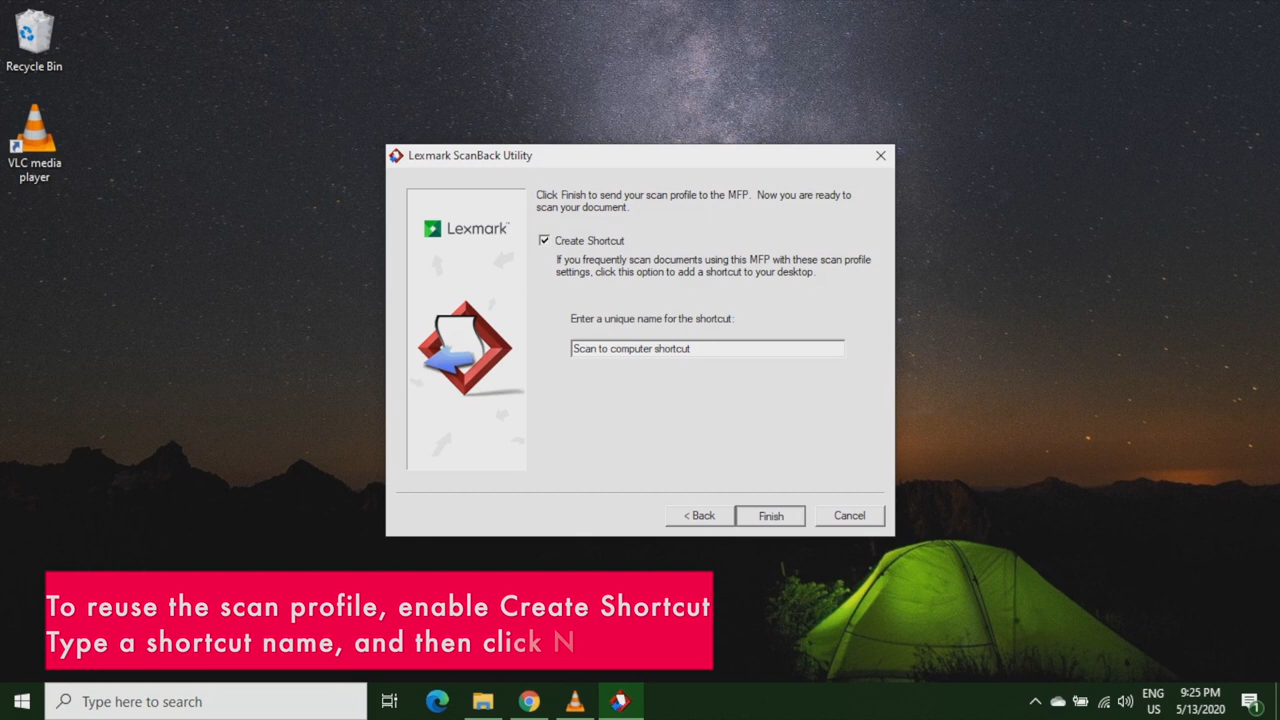 Recycle Bin
VLC media
player
Lexmark ScanBack Utility
Lexmark
Click Finish to send your scan profile to the MFP. Now you are ready to
scan your document.
Create Shortcut
If you frequently scan documents using this MFP with these scan profile
settings, click this option to add a shortcut to your desktop.
Enter a unique name for the shortcut:
Scan to computer shortcut
< Back
Finish
Cancel
To reuse the scan profile, enable Create Shortcut
Type a shortcut name, and then click N
Type here to search
ENG
US
9:25 PM
5/13/2020
1